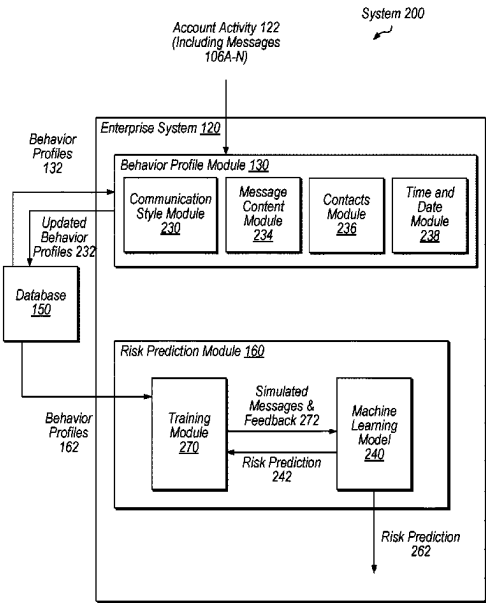 System 200
Account Activity 122
(Including Messages
106A-N)
Enterprise System 120
Behavior
Profiles
132
Behavior Profile Module 130
Communication
Style Module
230
Message
Content
Module
234
Contacts
Module
236
Time and
Date
Module
238
Updated
Behavior
Profiles 232
Database
150
Risk Prediction Module 160
Behavior
Profiles
162
Training
Module
270
Simulated
Messages &
Feedback 272
Risk Prediction
242
Machine
Learning
Model
240
Risk Prediction
262